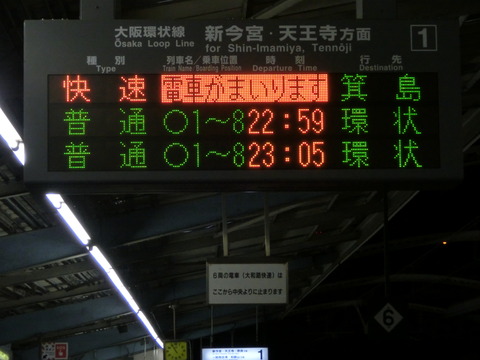 大阪環状線 新今宮・天王寺方面 1
Ōsaka Loop Line for Shin-Imamiya, Tennōji
種別 列車名/乗車位置 時刻 行先
Type Train Name・Boarding Position Departure Time Destination
快速 電車がまいります 箕島
普通 ○1～8 22:59 環状
普通 ○1～8 23:05 環状
6両の電車(大和路快速)は
ここから中央よりに止まります
6